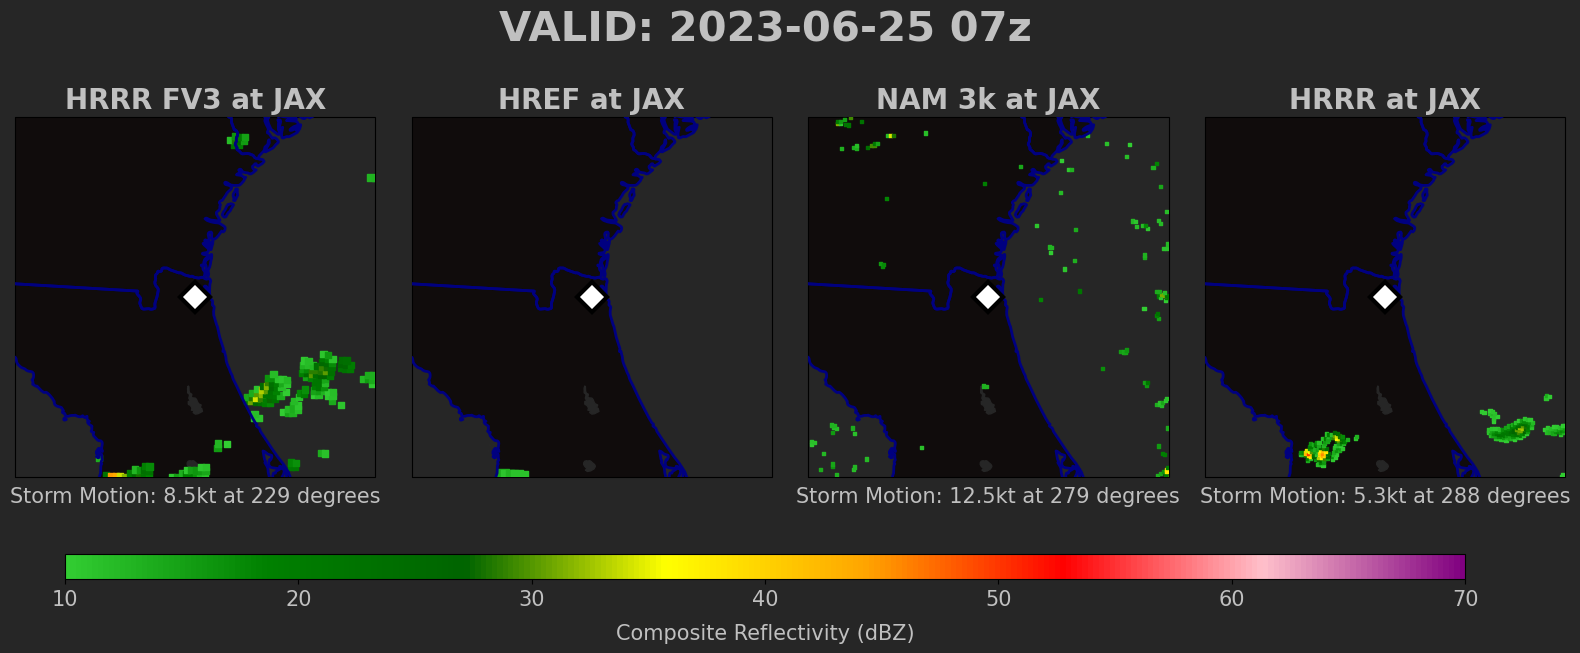 VALID: 2023-06-25 07z
HRRR FV3 at JAX
HREF at JAX
NAM 3k at JAX
HRRR at JAX
Storm Motion: 8.5kt at 229 degrees
Storm Motion: 12.5kt at 279 degrees
Storm Motion: 5.3kt at 288 degrees
10 20 30 40 50 60 70
Composite Reflectivity (dBZ)